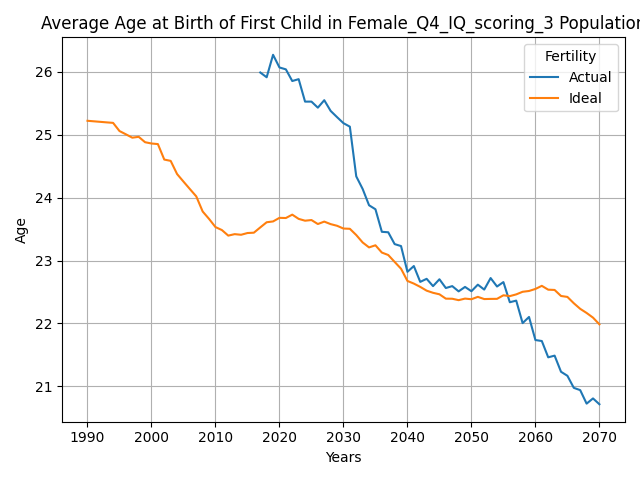 Average Age at Birth of First Child in Female_Q4_IQ_scoring_3 Population
Fertility
Actual
Ideal
Age
26
25
24
23
22
21
1990 2000 2010 2020 2030 2040 2050 2060 2070
Years